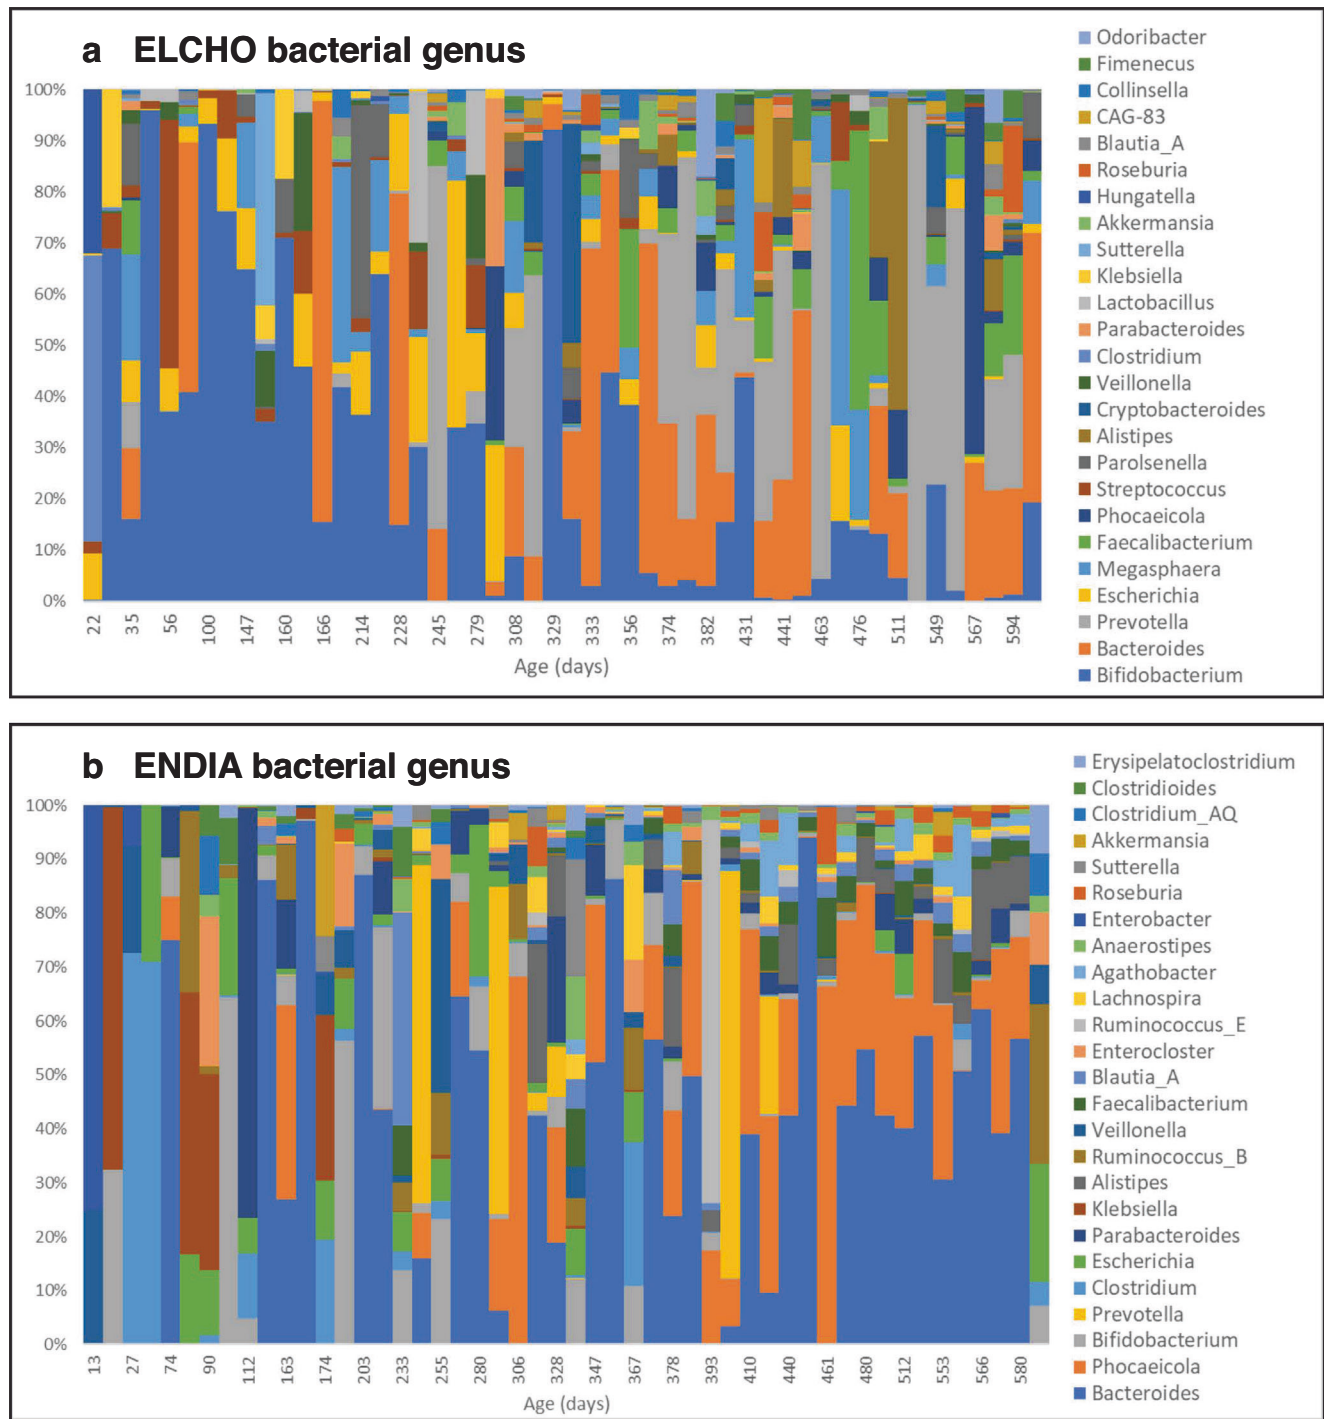 a ELCHO bacterial genus
100%
90%
80%
70%
60%
50%
40%
30%
20%
10%
0%
22 35 56 100 147 160 166 214 228 245 279 308 329 333 356 374 382 431 441 463 476 511 549 567 594
Age (days)
Odoribacter
Fimenecus
Collinsella
CAG-83
Blautia_A
Roseburia
Hungatella
Akkermansia
Sutterella
Klebsiella
Lactobacillus
Parabacteroides
Clostridium
Veillonella
Cryptobacteroides
Alistipes
Parolsenella
Streptococcus
Phocaeicola
Faecalibacterium
Megasphaera
Escherichia
Prevotella
Bacteroides
Bifidobacterium
b ENDIA bacterial genus
100%
90%
80%
70%
60%
50%
40%
30%
20%
10%
0%
13 27 74 90 112 163 174 203 233 255 280 306 328 347 367 378 393 410 440 461 480 512 553 566 580
Age (days)
Erysipelatoclostridium
Clostridioides
Clostridium_AQ
Akkermansia
Sutterella
Roseburia
Enterobacter
Anaerostipes
Agathobacter
Lachnospira
Ruminococcus_E
Enterocloster
Blautia_A
Faecalibacterium
Veillonella
Ruminococcus_B
Alistipes
Klebsiella
Parabacteroides
Escherichia
Clostridium
Prevotella
Bifidobacterium
Phocaeicola
Bacteroides